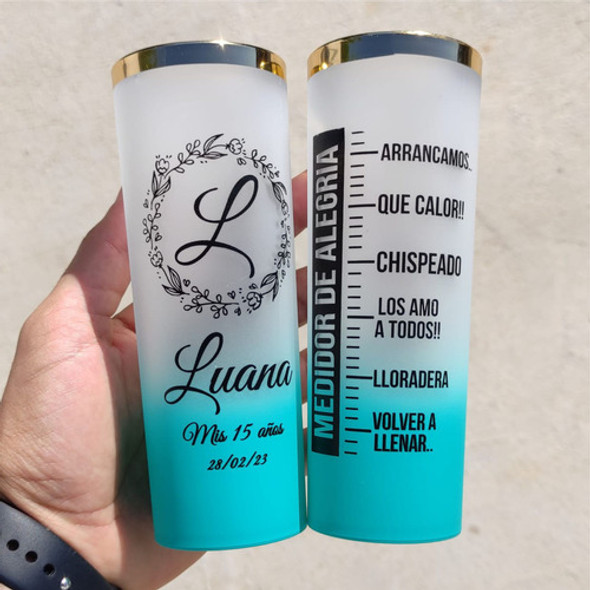 L
Luana
Mis 15 años
28/02/23
MEDIDOR DE ALEGRIA
ARRANCAMOS..
QUE CALOR!!
CHISPEADO
LOS AMO
A TODOS!!
LLORADERA
VOLVER A
LLENAR..